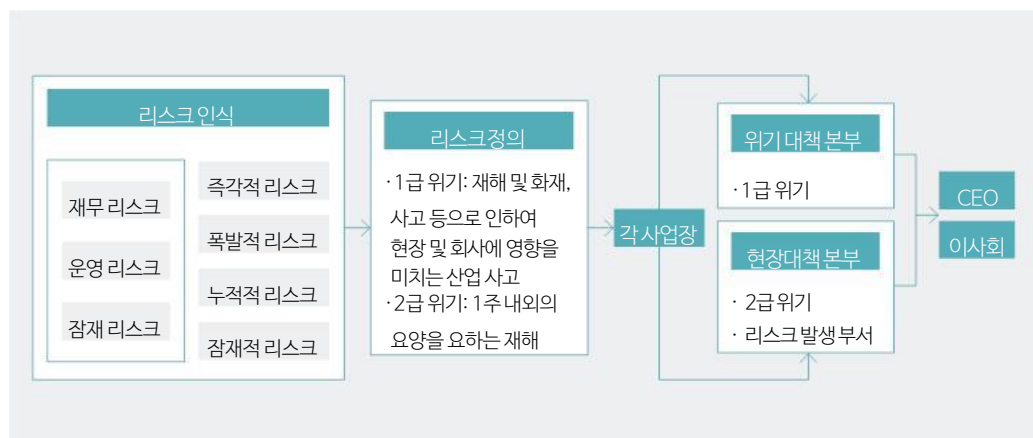 리스크 인식
재무 리스크
운영 리스크
잠재 리스크
즉각적 리스크
폭발적 리스크
누적적 리스크
잠재적 리스크
리스크정의
· 1급 위기: 재해 및 화재,
사고 등으로 인하여
현장 및 회사에 영향을
미치는 산업 사고
· 2급 위기: 1주 내외의
요양을 요하는 재해
각 사업장
위기 대책 본부
· 1급 위기
현장대책 본부
· 2급 위기
· 리스크 발생 부서
CEO
이사회